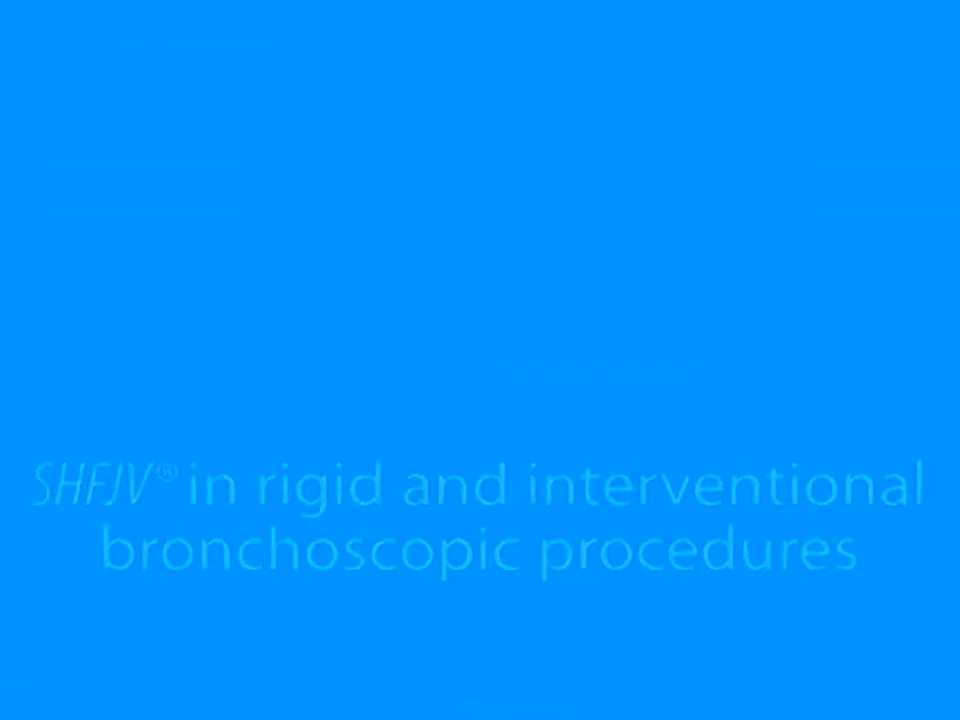 SHFJV® in rigid and interventional
bronchoscopic procedures